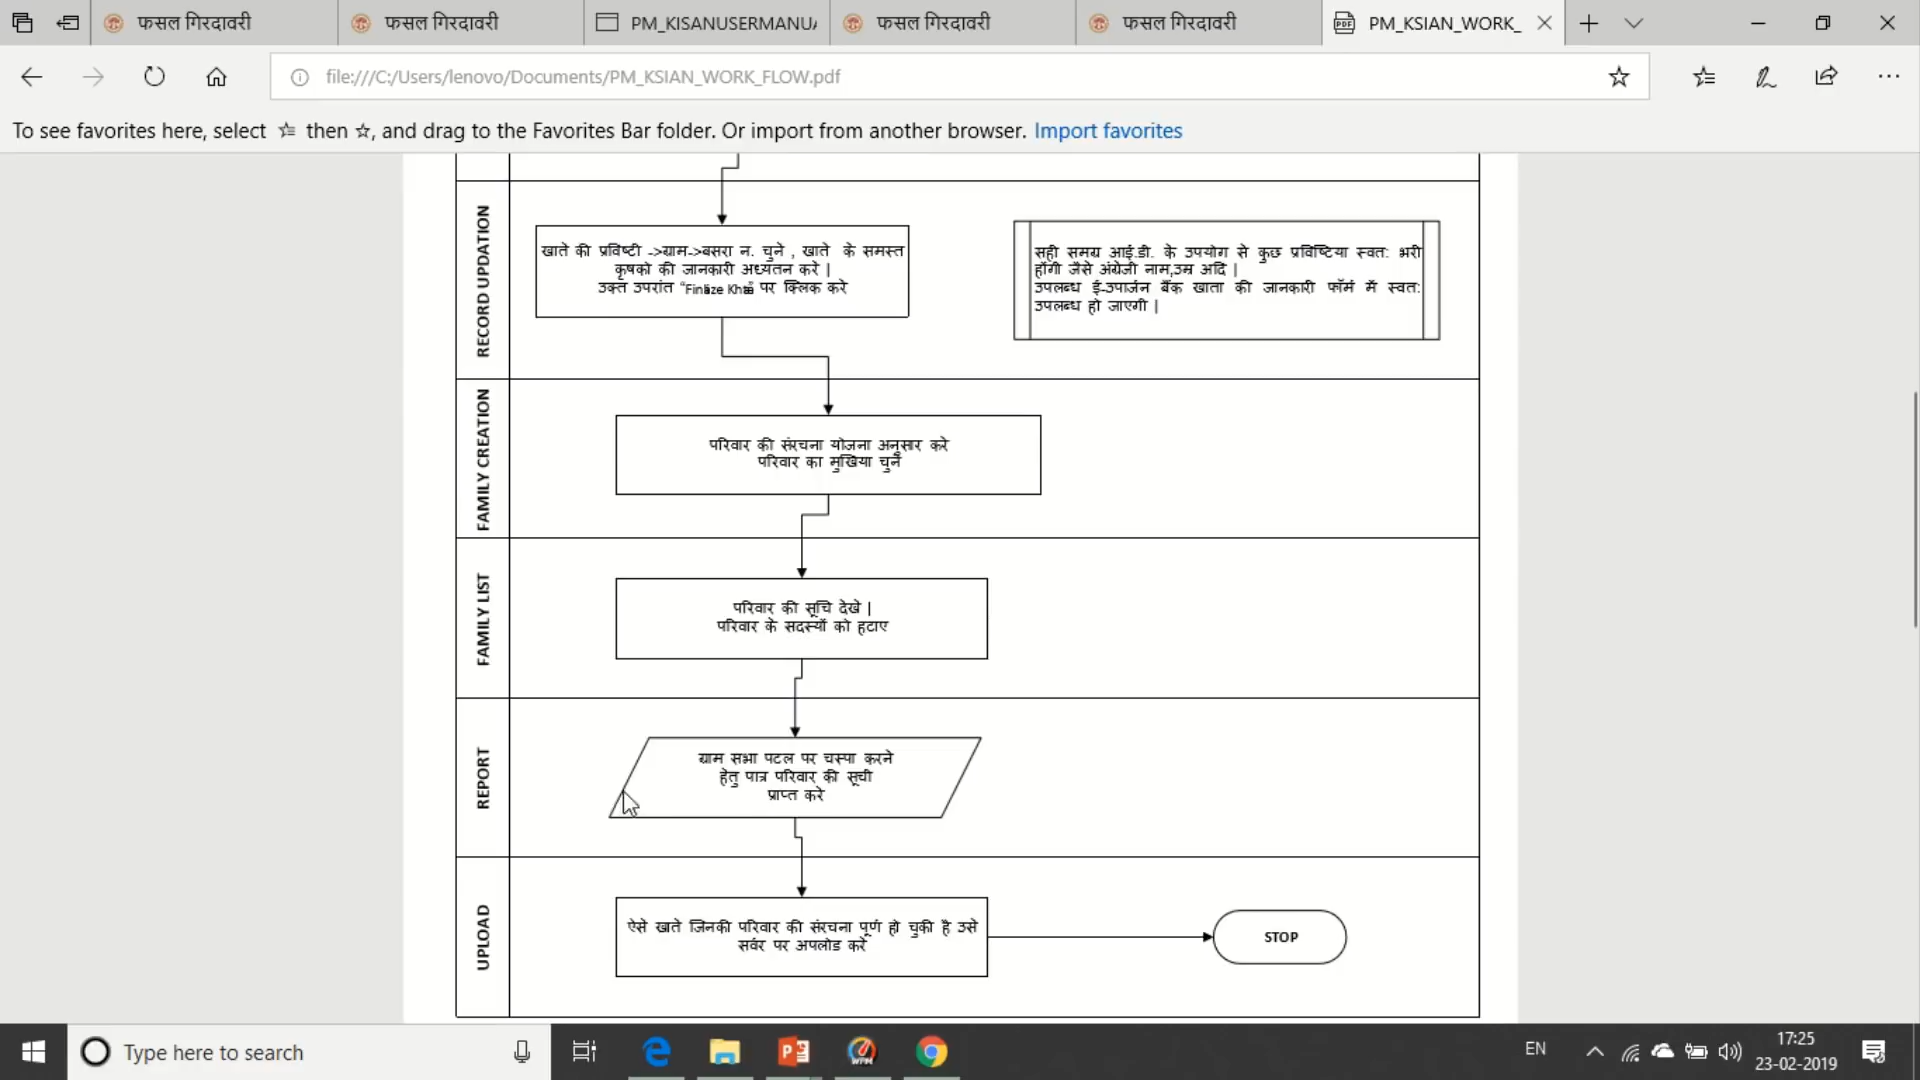 फसल गिरदावरी
फसल गिरदावरी
PM_KISANUSERMANUA
फसल गिरदावरी
फसल गिरदावरी
PM_KSIAN_WORK_
file:///C:/Users/lenovo/Documents/PM_KSIAN_WORK_FLOW.pdf
To see favorites here, select then , and drag to the Favorites Bar folder. Or import from another browser. Import favorites
RECORD UPDATION
खाते की प्रविष्टी ->ग्राम->बसरा न. चुने , खाते के समस्त
कृषको की जानकारी अध्यतन करे |
उक्त उपरांत "Finlize Khata" पर क्लिक करे
सही समग्र आई.डी. के उपयोग से कुछ प्रविष्टिया स्वत: भरी
होंगी जैसे अंग्रेजी नाम,उम्र अदि |
उपलब्ध ई-उपार्जन बैंक खाता की जानकारी फॉर्म में स्वत:
उपलब्ध हो जाएगी |
FAMILY CREATION
परिवार की संरचना योजना अनुसार करे
परिवार का मुखिया चुनें
FAMILY LIST
परिवार की सूचि देखे |
परिवार के सदस्यों को हटाए
REPORT
ग्राम सभा पटल पर चस्पा करने
हेतु पात्र परिवार की सूची
प्राप्त करे
UPLOAD
ऐसे खाते जिनकी परिवार की संरचना पूर्ण हो चुकी है उसे
सर्वर पर अपलोड करे
STOP
Type here to search
EN
17:25
23-02-2019